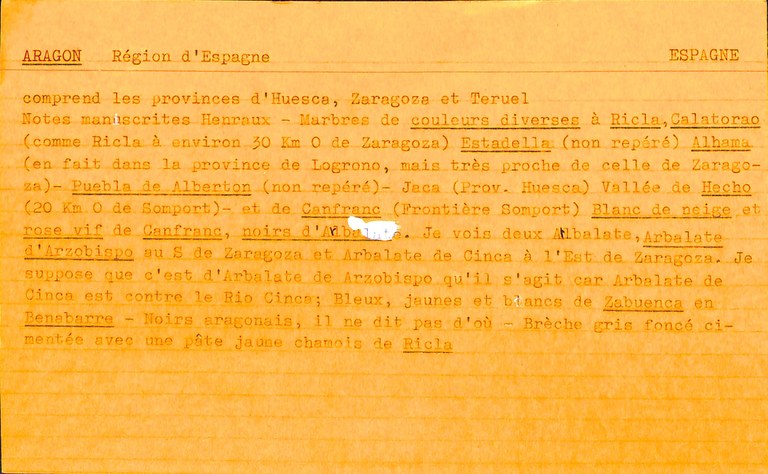 ARAGON Région d'Espagne ESPAGNE
comprend les provinces d'Huesca, Zaragoza et Teruel
Notes manuscrites Henraux - Marbres de couleurs diverses à Ricla, Calatorao
(comme Ricla à environ 30 Km O de Zaragoza) Estadella (non repéré) Alhama
(en fait dans la province de Logrono, mais très proche de celle de Zarago-
za)- Puebla de Alberton (non repéré)- Jaca (Prov. Huesca) Vallée de Hecho
(20 Km O de Somport)- et de Canfranc (Frontière Somport) Blanc de neige et
rose vif de Canfranc, noirs d'Albalate. Je vois deux Albalate, Arbalate
d'Arzobispo au S de Zaragoza et Arbalate de Cinca à l'Est de Zaragoza. Je
suppose que c'est d'Arbalate de Arzobispo qu'il s'agit car Arbalate de
Cinca est contre le Rio Cinca; Bleux, jaunes et blancs de Zabuenca en
Benabarre - Noirs aragonais, il ne dit pas d'où - Brèche gris foncé ci-
mentée avec une pâte jaune chamois de Ricla